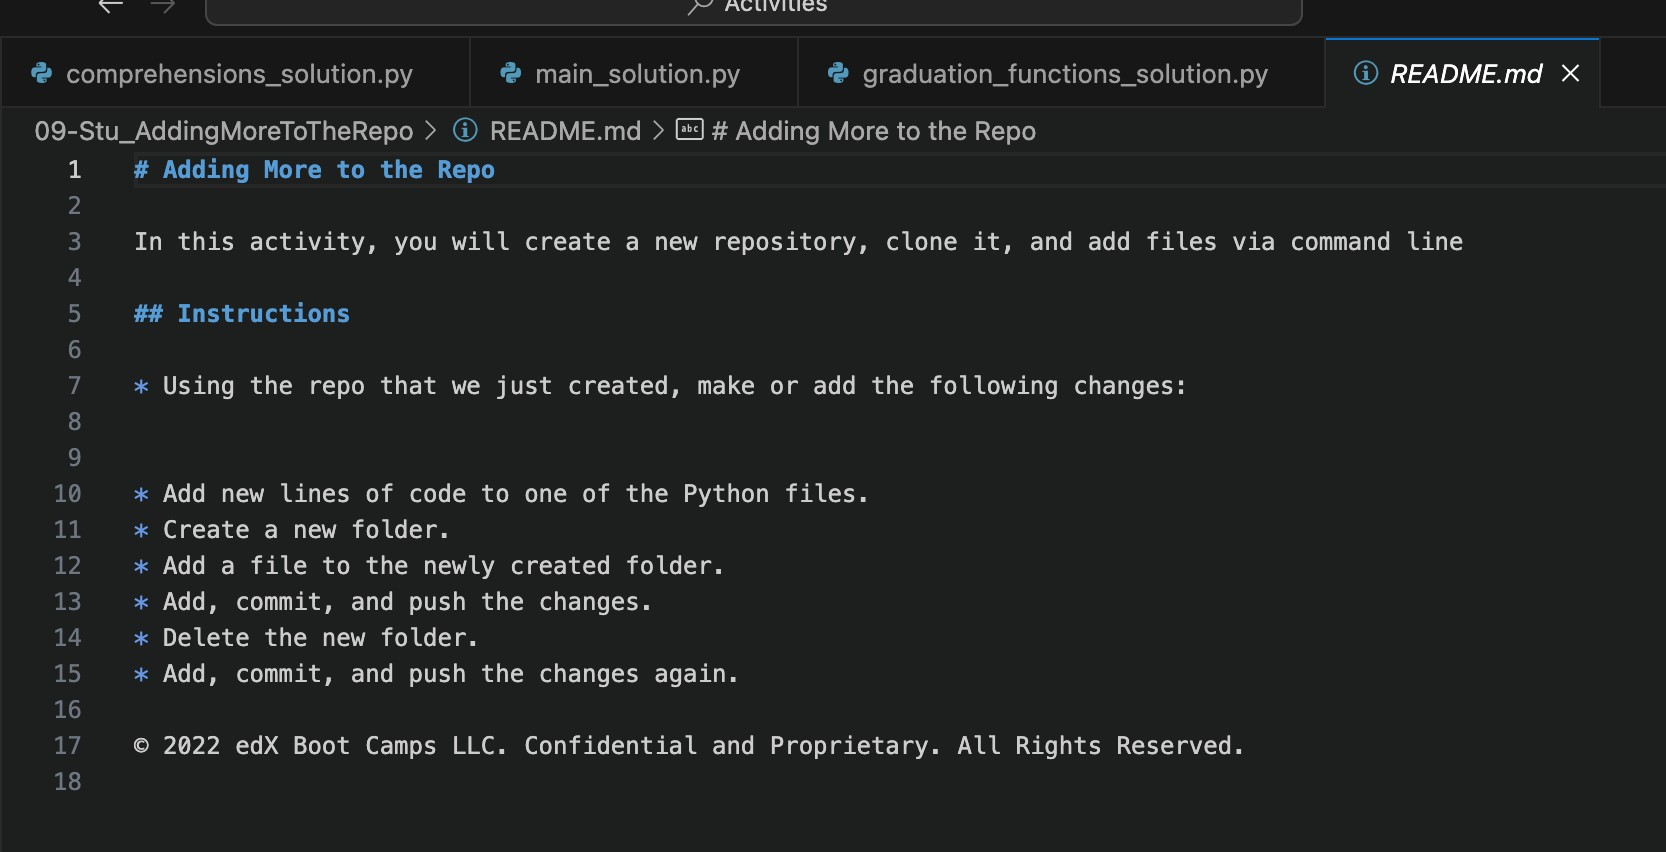 Activities
comprehensions_solution.py main_solution.py graduation_functions_solution.py README.md
09-Stu_AddingMoreToTheRepo > README.md > abc # Adding More to the Repo
1 # Adding More to the Repo
2
3 In this activity, you will create a new repository, clone it, and add files via command line
4
5 ## Instructions
6
7 * Using the repo that we just created, make or add the following changes:
8
9
10 * Add new lines of code to one of the Python files.
11 * Create a new folder.
12 * Add a file to the newly created folder.
13 * Add, commit, and push the changes.
14 * Delete the new folder.
15 * Add, commit, and push the changes again.
16
17 © 2022 edX Boot Camps LLC. Confidential and Proprietary. All Rights Reserved.
18